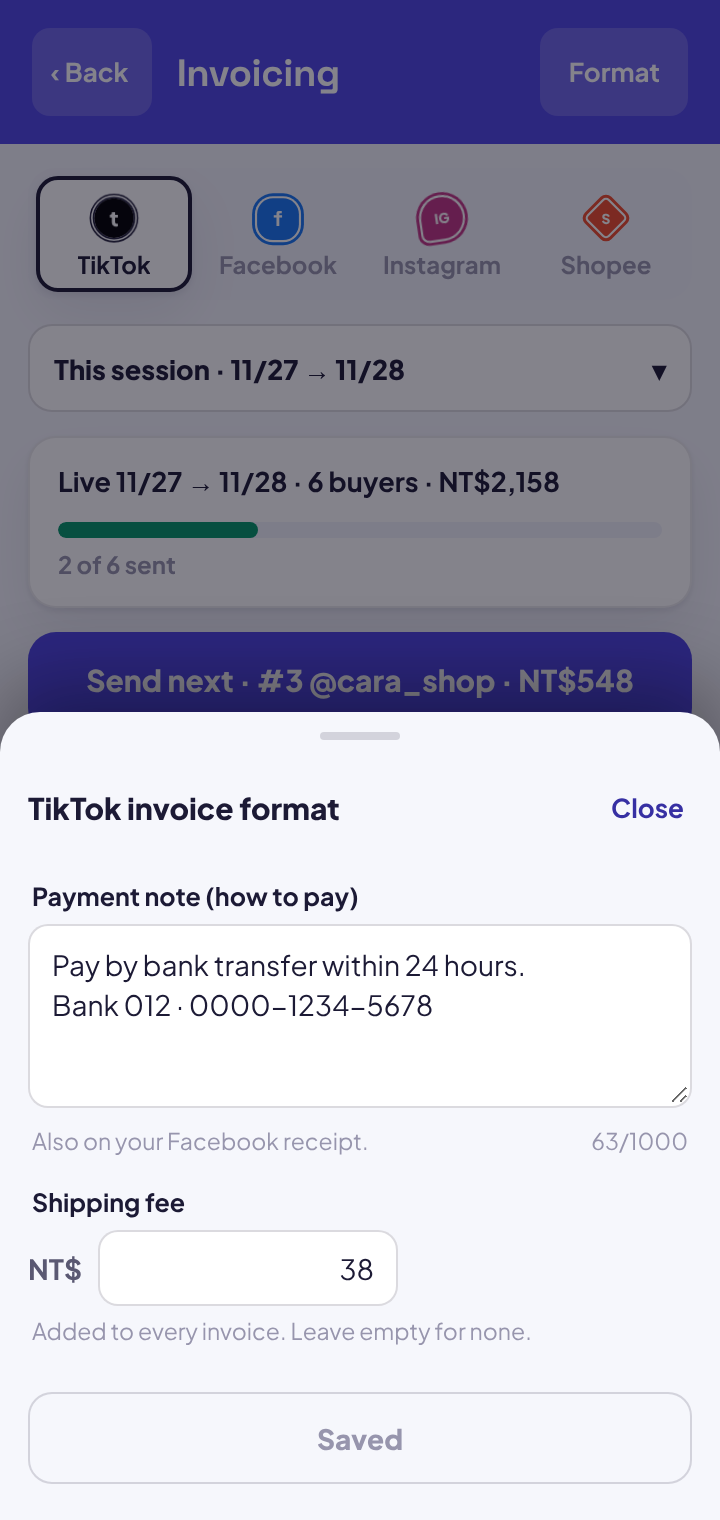 ‹ Back
Invoicing
Format
t
f
IG
S
TikTok
Facebook
Instagram
Shopee
This session · 11/27 → 11/28
▼
Live 11/27 → 11/28 · 6 buyers · NT$2,158
2 of 6 sent
Send next · #3 @cara_shop · NT$548
TikTok invoice format
Close
Payment note (how to pay)
Pay by bank transfer within 24 hours.
Bank 012 · 0000-1234-5678
Also on your Facebook receipt.
63/1000
Shipping fee
NT$
38
Added to every invoice. Leave empty for none.
Saved